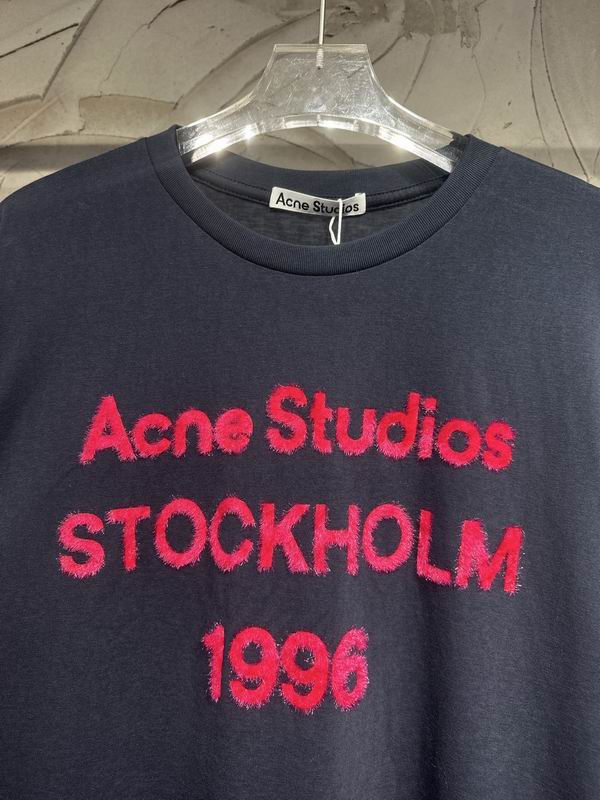 Acne Studios
Acne Studios
STOCKHOLM
1996